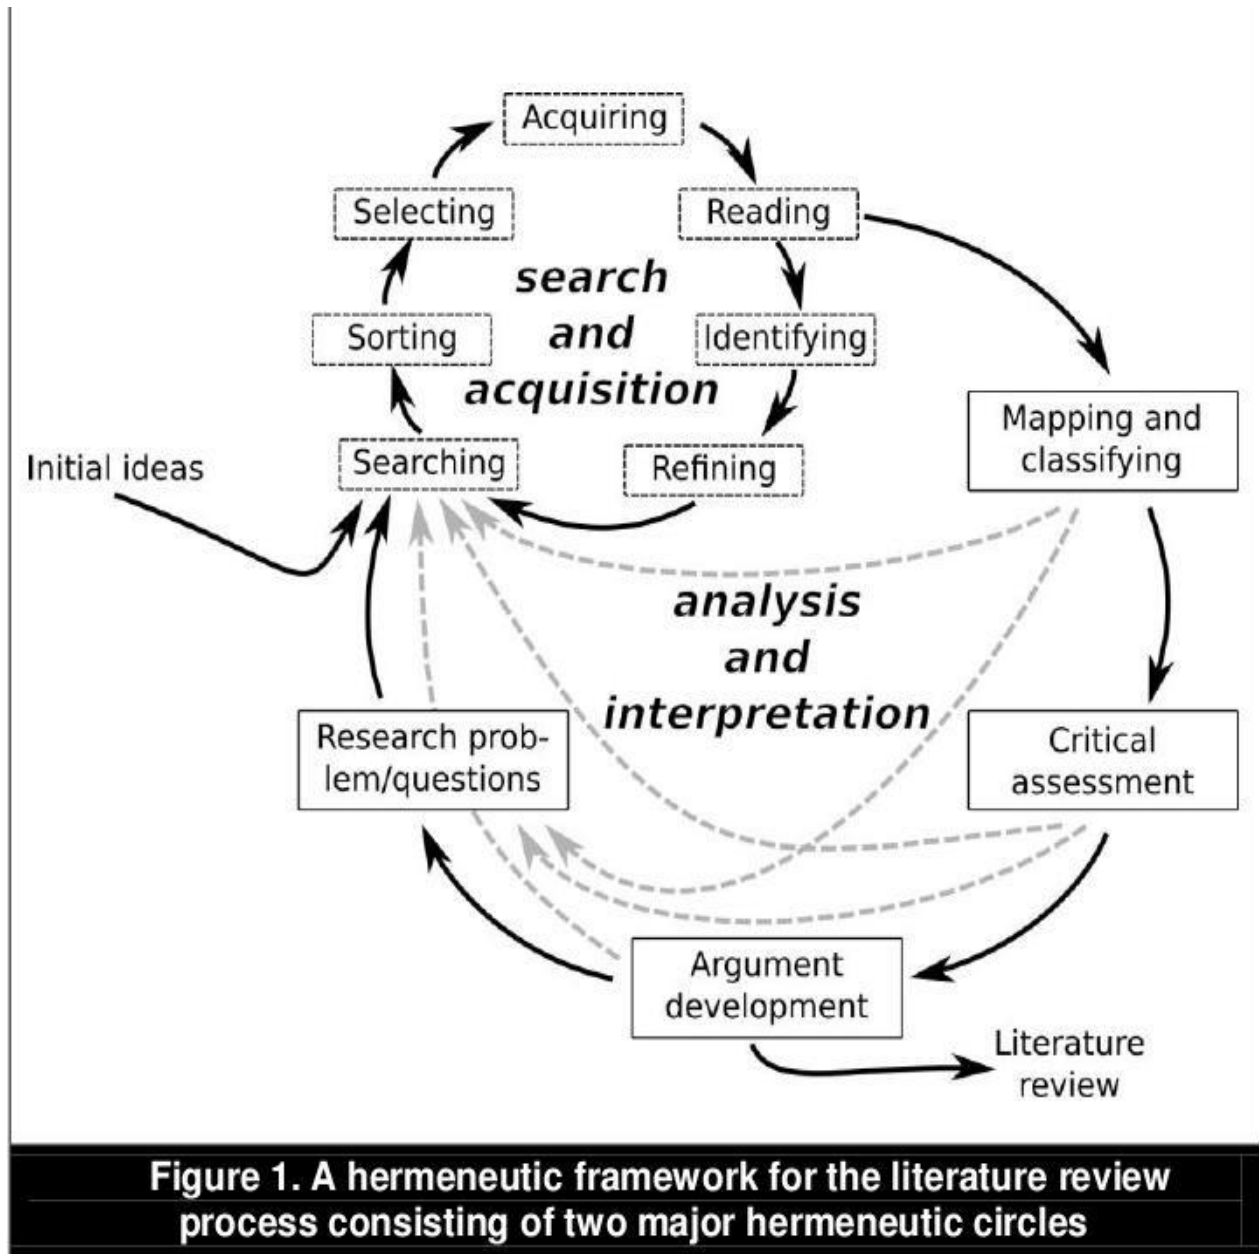 Acquiring
Selecting
Reading
search
and
acquisition
Sorting
Identifying
Searching
Refining
Initial ideas
Mapping and
classifying
analysis
and
interpretation
Research prob-
lem/questions
Critical
assessment
Argument
development
Literature
review
Figure 1. A hermeneutic framework for the literature review
process consisting of two major hermeneutic circles